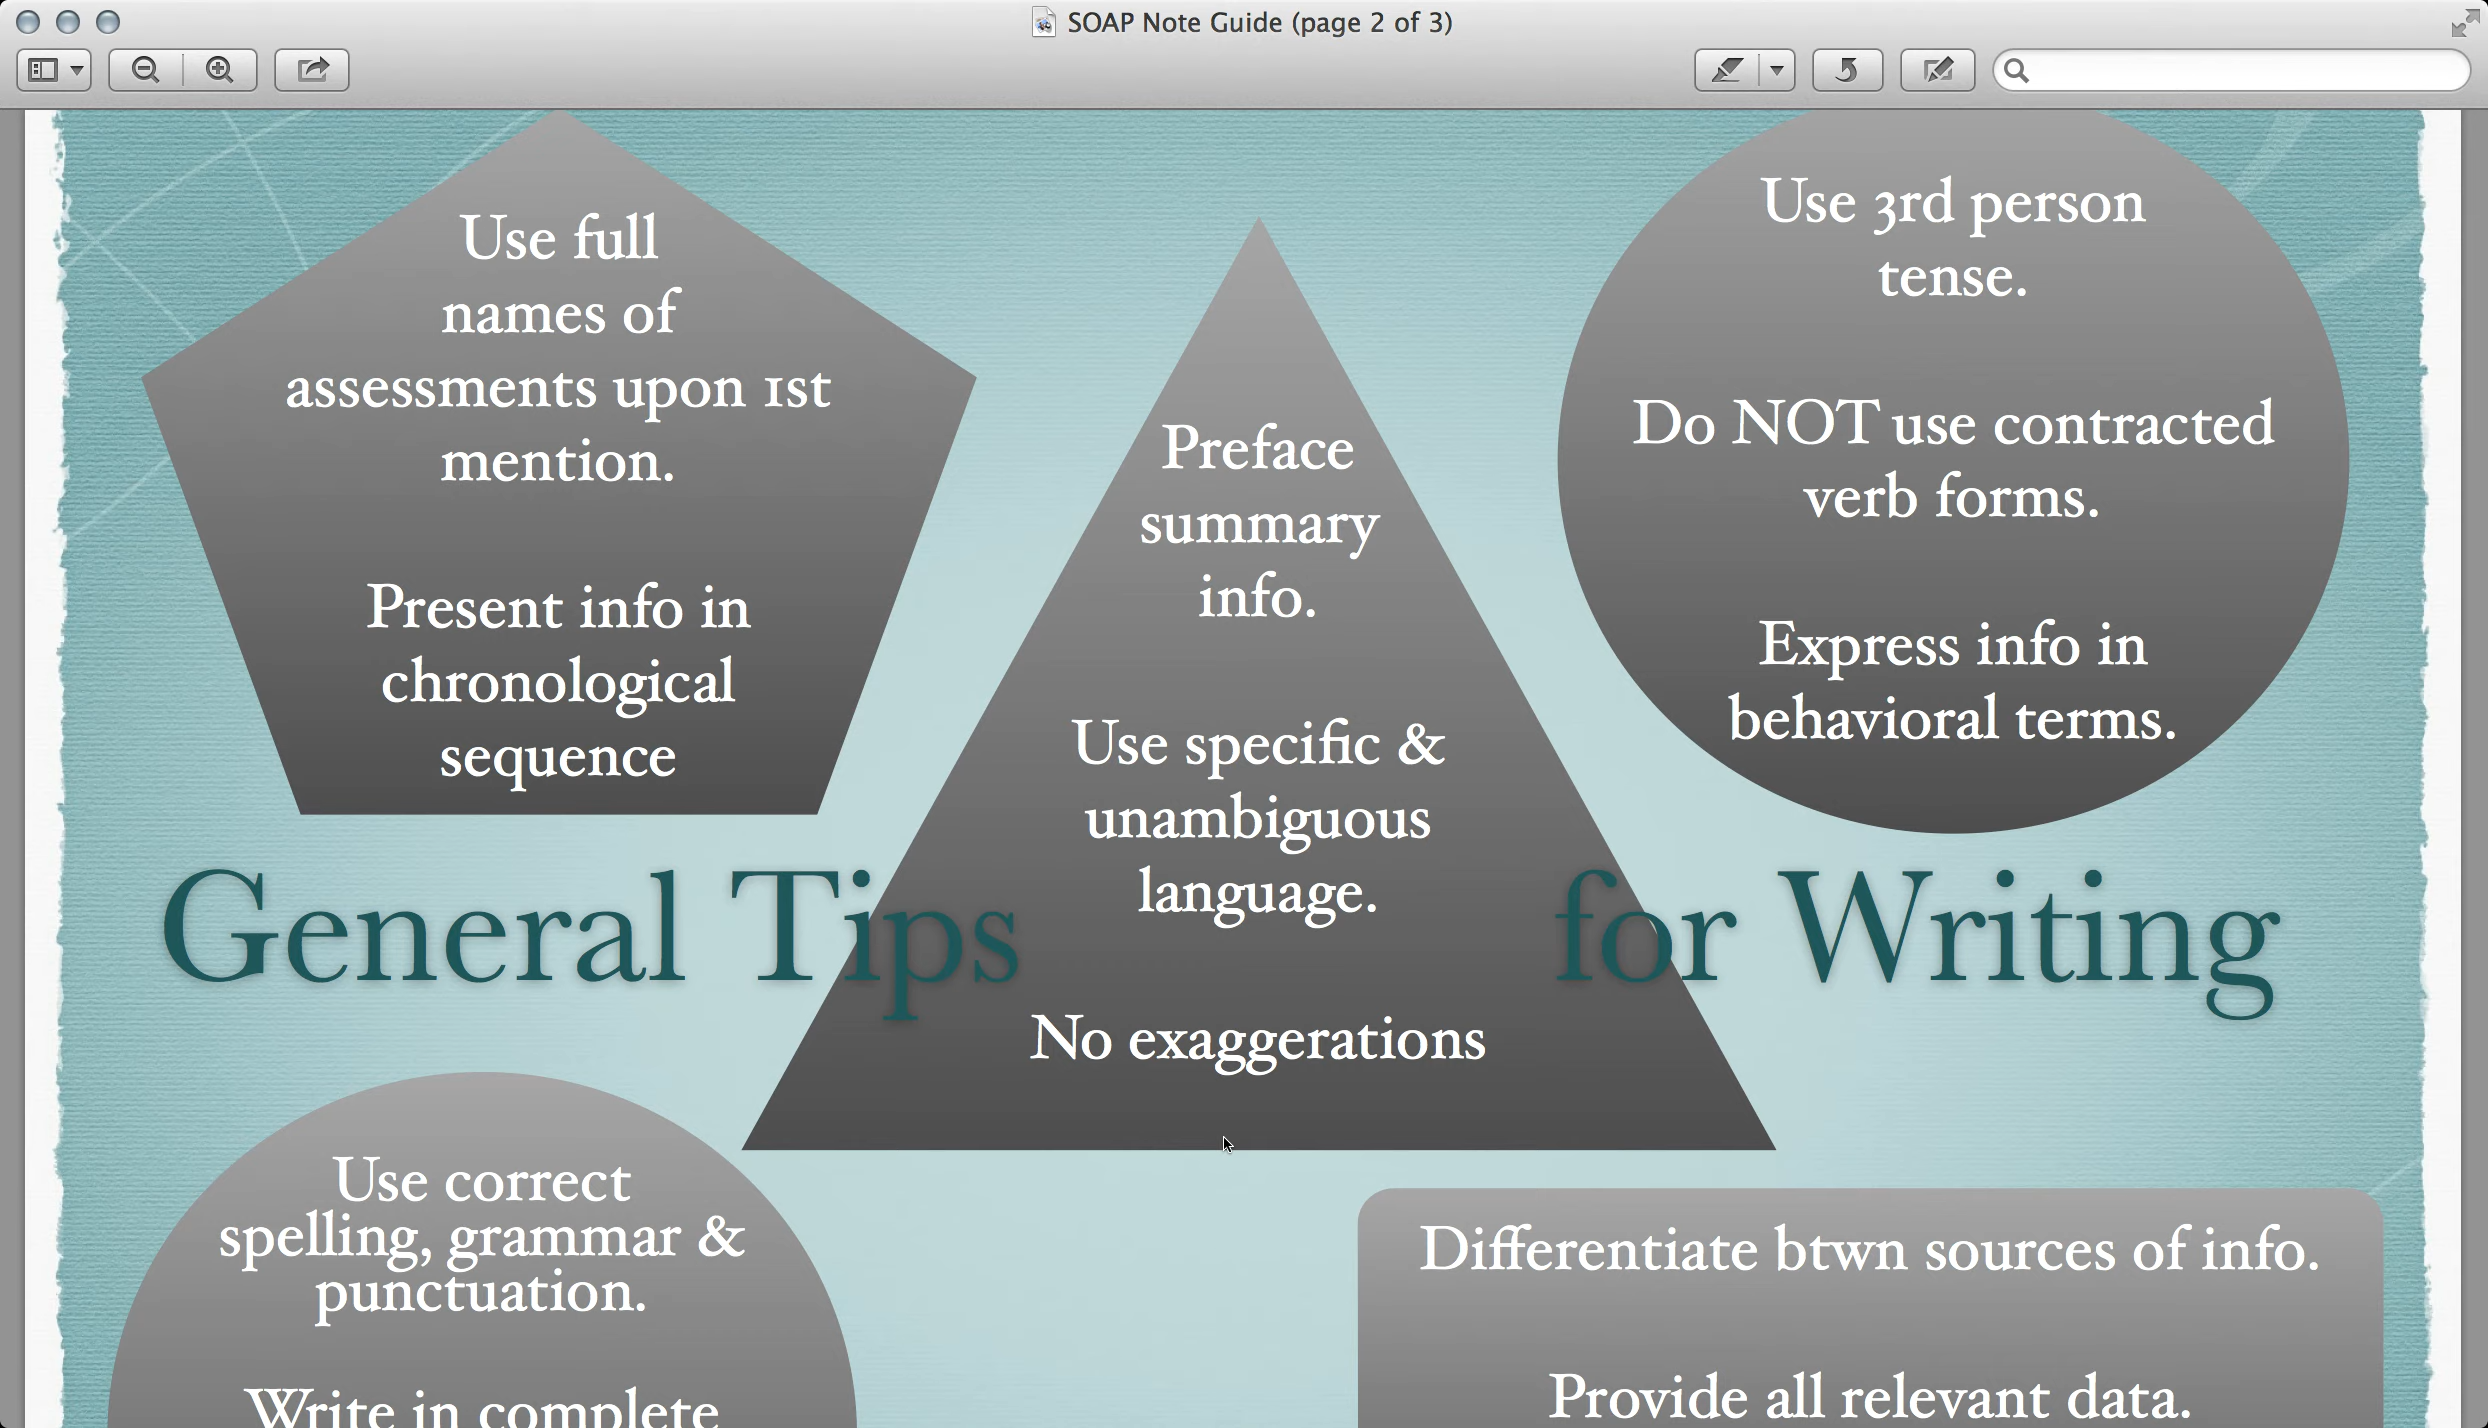 SOAP Note Guide (page 2 of 3)
Use full
names of
assessments upon 1st
mention.
Present info in
chronological
sequence
Preface
summary
info.
Use specific &
unambiguous
language.
No exaggerations
Use 3rd person
tense.
Do NOT use contracted
verb forms.
Express info in
behavioral terms.
General Tips for Writing
Use correct
spelling, grammar &
punctuation.
Write in complete
Differentiate btwn sources of info.
Provide all relevant data.